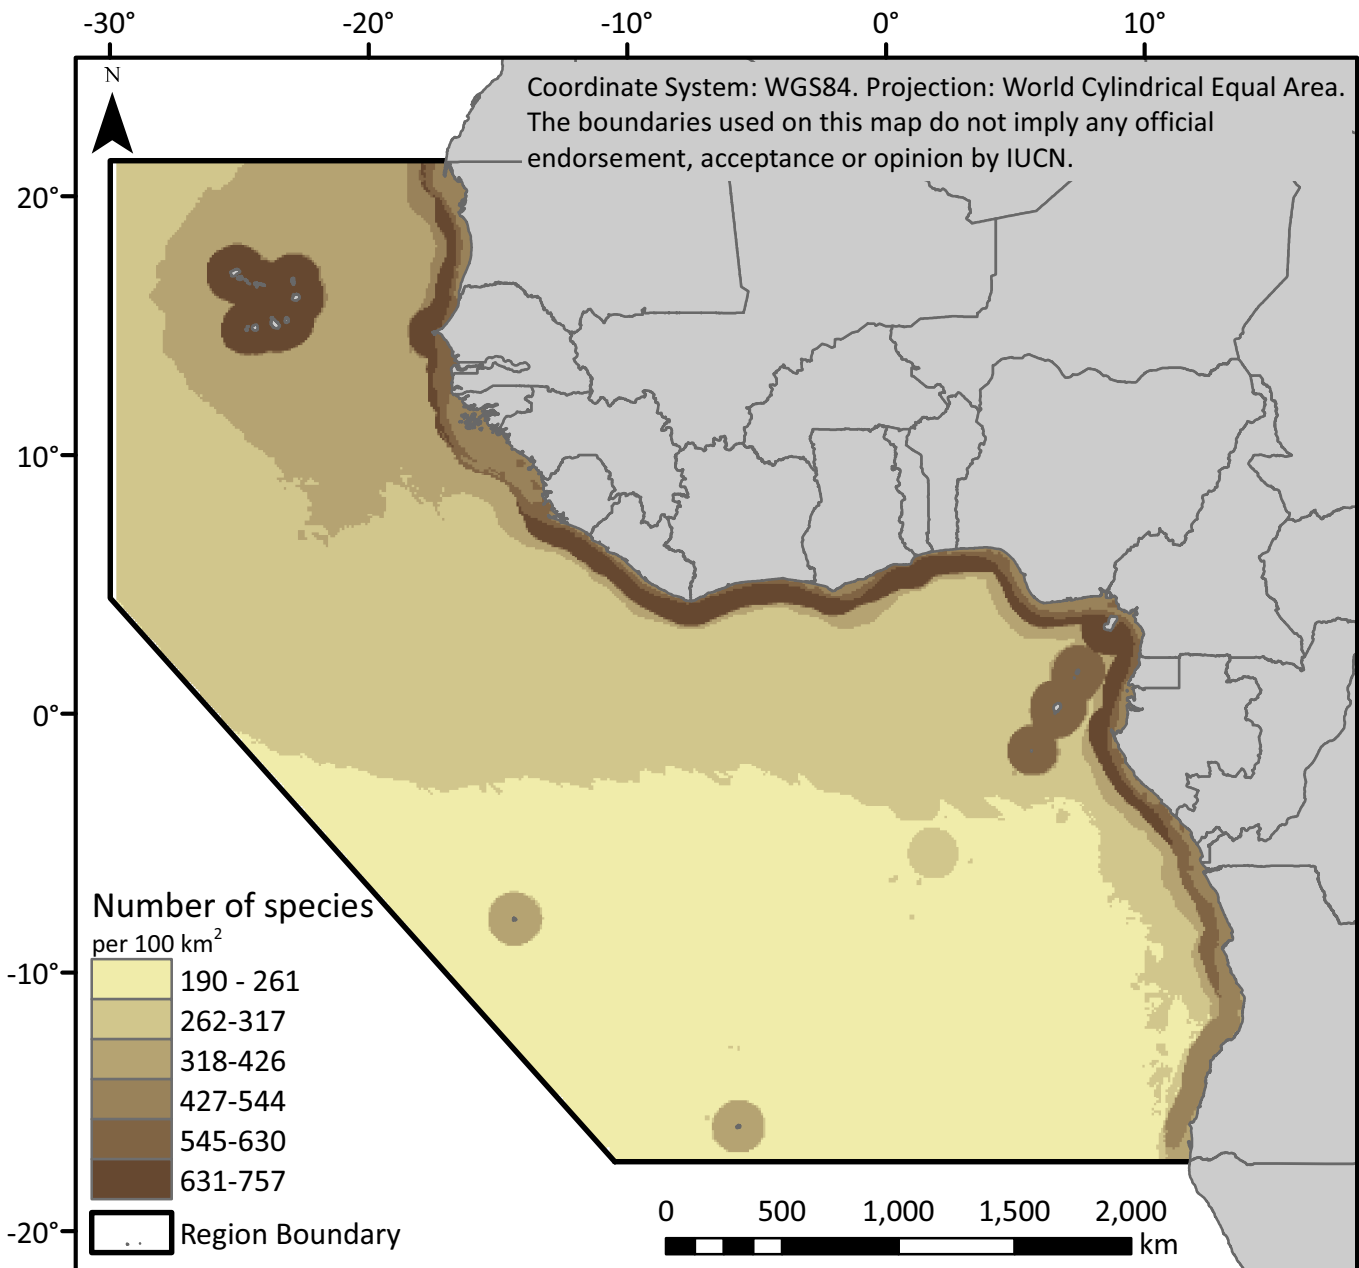 -30° -20° -10° 0° 10°
N
Coordinate System: WGS84. Projection: World Cylindrical Equal Area.
The boundaries used on this map do not imply any official
endorsement, acceptance or opinion by IUCN.
20°
10°
0°
-10°
-20°
Number of species
per 100 km²
190 - 261
262-317
318-426
427-544
545-630
631-757
Region Boundary
0 500 1,000 1,500 2,000
km